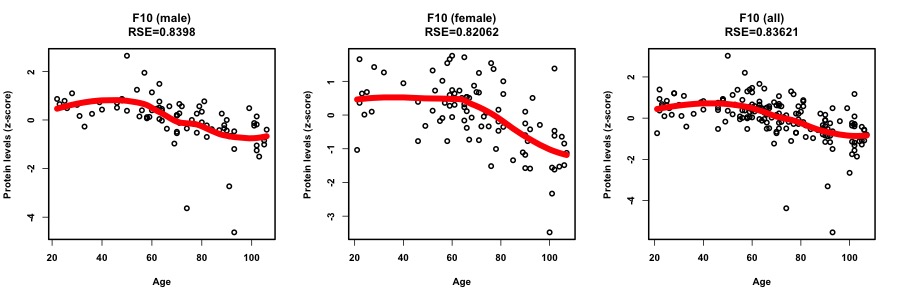 F10 (male)
RSE=0.8398
Protein levels (z-score)
2
0
-2
-4
20 40 60 80 100
Age
F10 (female)
RSE=0.82062
Protein levels (z-score)
1
0
-1
-2
-3
20 40 60 80 100
Age
F10 (all)
RSE=0.83621
Protein levels (z-score)
2
0
-2
-4
20 40 60 80 100
Age